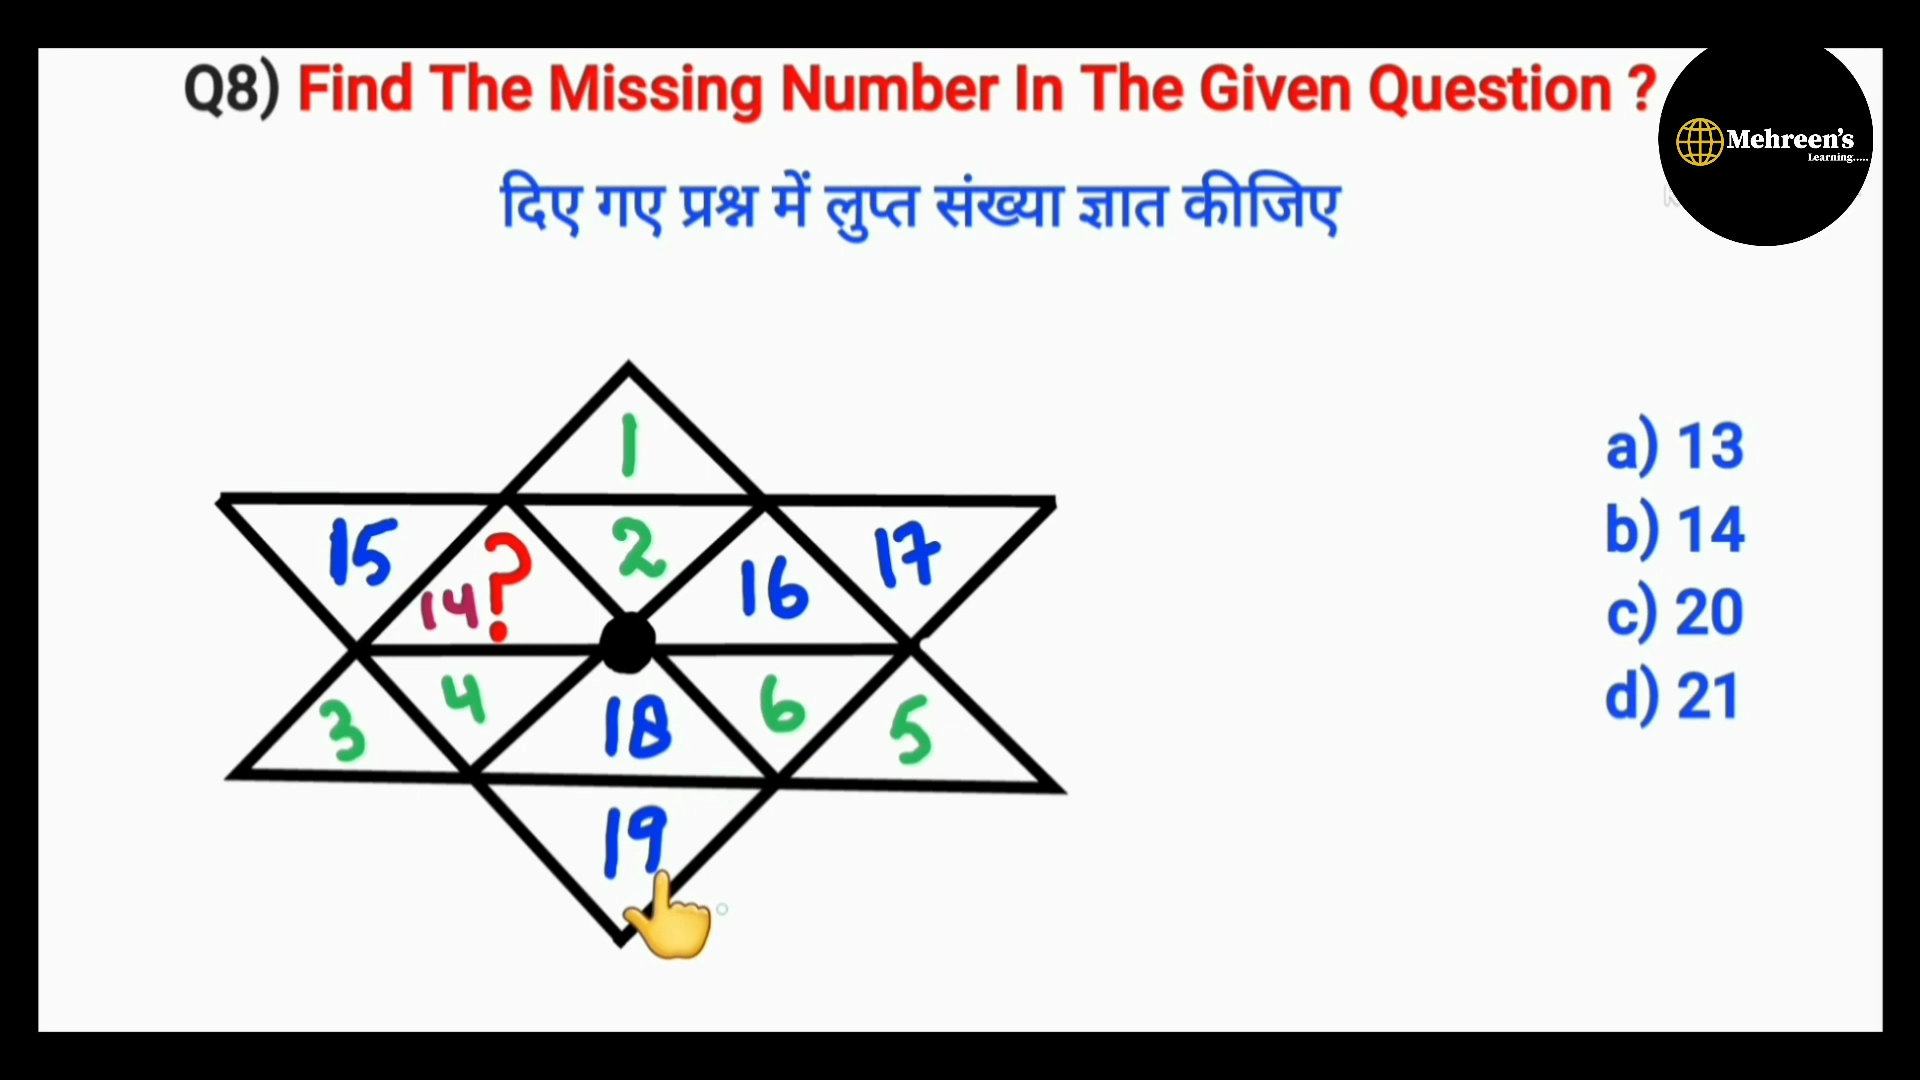 Q8) Find The Missing Number In The Given Question ?
Mehreen's
Learning.....
दिए गए प्रश्न में लुप्त संख्या ज्ञात कीजिए
1
15 ? 2 17
14 16
3 4 18 6 5
19
a) 13
b) 14
c) 20
d) 21